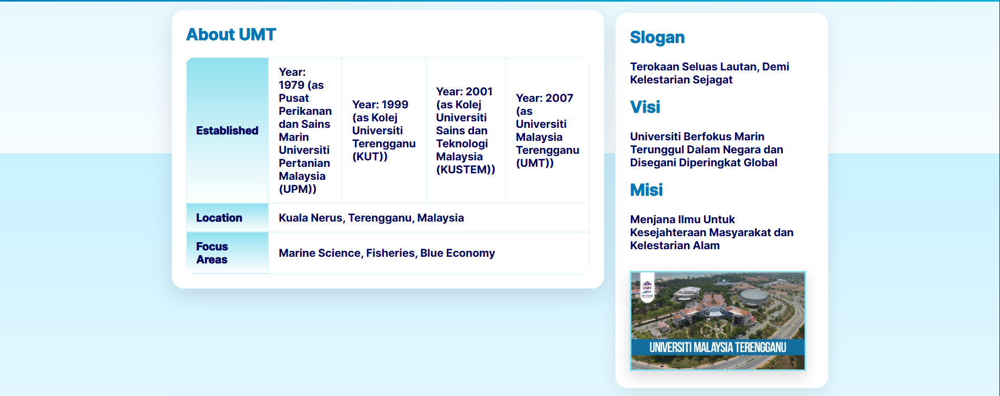 About UMT
Established
Year:
1979 (as
Pusat
Perikanan
dan Sains
Marin
Universiti
Pertanian
Malaysia
(UPM))
Year: 1999
(as Kolej
Universiti
Terengganu
(KUT))
Year: 2001
(as Kolej
Universiti
Sains dan
Teknologi
Malaysia
(KUSTEM))
Year: 2007
(as
Universiti
Malaysia
Terengganu
(UMT))
Location
Kuala Nerus, Terengganu, Malaysia
Focus
Areas
Marine Science, Fisheries, Blue Economy
Slogan
Terokaan Seluas Lautan, Demi
Kelestarian Sejagat
Visi
Universiti Berfokus Marin
Terunggul Dalam Negara dan
Disegani Diperingkat Global
Misi
Menjana Ilmu Untuk
Kesejahteraan Masyarakat dan
Kelestarian Alam
UMT
UNIVERSITI MALAYSIA TERENGGANU